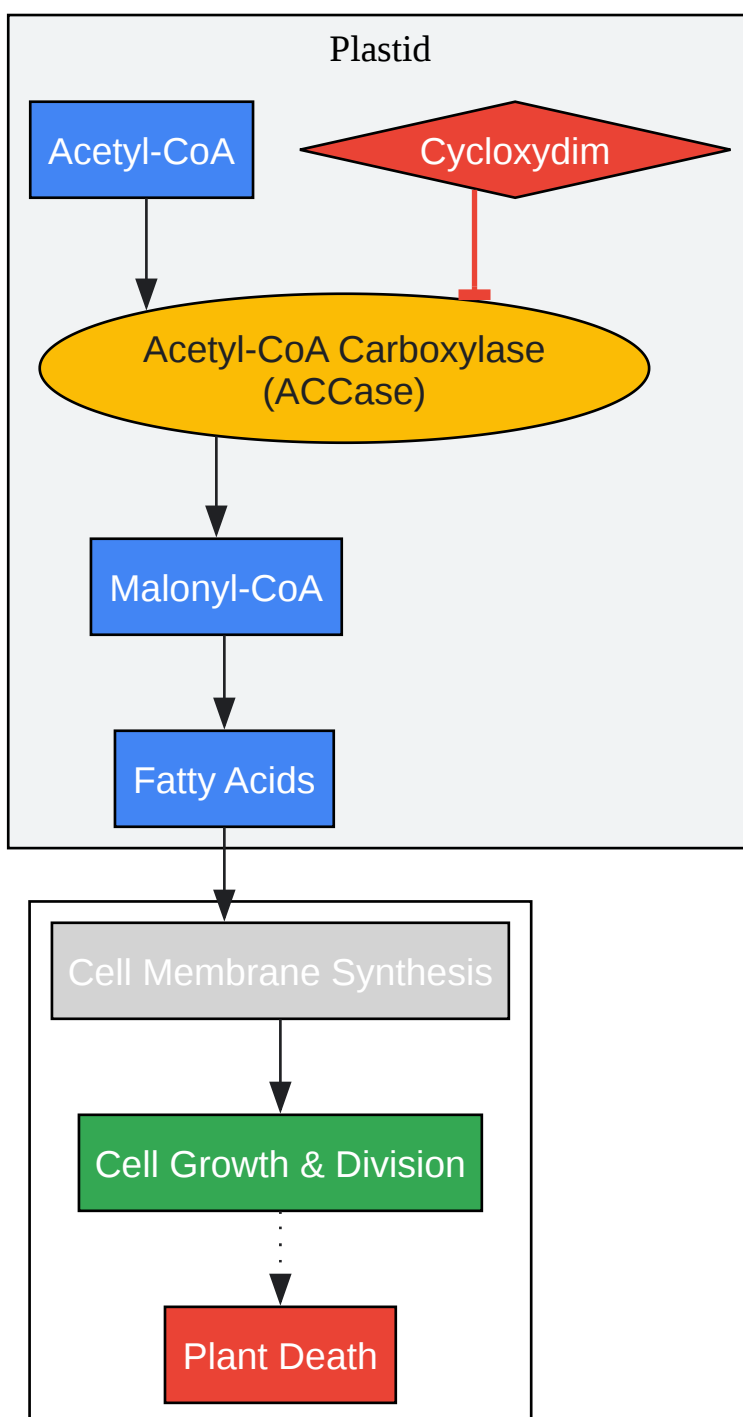 Plastid
Acetyl-CoA
Cycloxydim
Acetyl-CoA Carboxylase
(ACCase)
Malonyl-CoA
Fatty Acids
Cell Membrane Synthesis
Cell Growth & Division
Plant Death